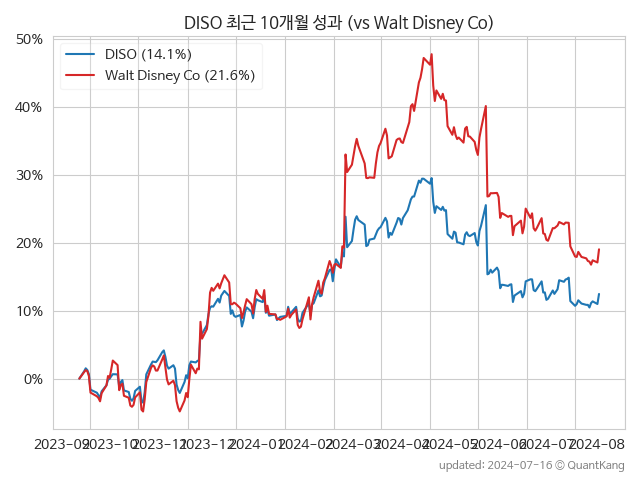 DISO 최근 10개월 성과 (vs Walt Disney Co)
50%
DISO (14.1%)
Walt Disney Co (21.6%)
40%
30%
20%
10%
0%
2023-09 2023-10 2023-11 2023-12 2024-01 2024-02 2024-03 2024-04 2024-05 2024-06 2024-07 2024-08
updated: 2024-07-16 © QuantKang